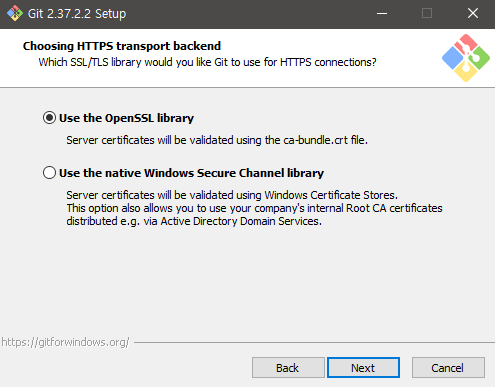 Git 2.37.2.2 Setup
Choosing HTTPS transport backend
Which SSL/TLS library would you like Git to use for HTTPS connections?
Use the OpenSSL library
Server certificates will be validated using the ca-bundle.crt file.
Use the native Windows Secure Channel library
Server certificates will be validated using Windows Certificate Stores.
This option also allows you to use your company's internal Root CA certificates
distributed e.g. via Active Directory Domain Services.
https://gitforwindows.org/
Back
Next
Cancel